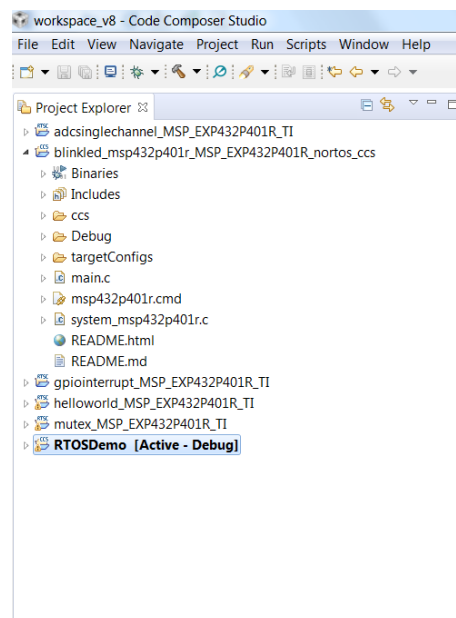 workspace_v8 - Code Composer Studio
File Edit View Navigate Project Run Scripts Window Help
Project Explorer
adcsinglechannel_MSP_EXP432P401R_TI
blinkled_msp432p401r_MSP_EXP432P401R_nortos_ccs
Binaries
Includes
ccs
Debug
targetConfigs
main.c
msp432p401r.cmd
system_msp432p401r.c
README.html
README.md
gpiointerrupt_MSP_EXP432P401R_TI
helloworld_MSP_EXP432P401R_TI
mutex_MSP_EXP432P401R_TI
RTOSDemo [Active - Debug]